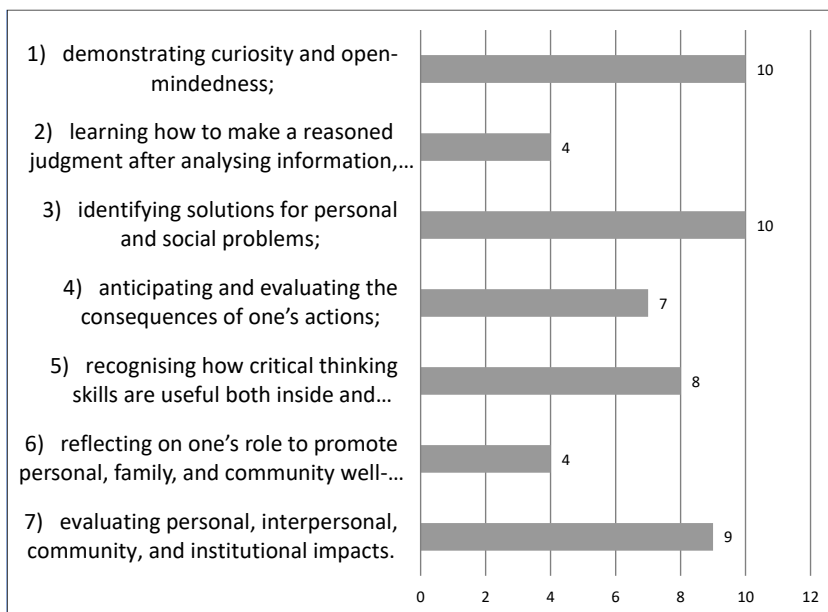 1) demonstrating curiosity and open-
mindedness;
10
2) learning how to make a reasoned
judgment after analysing information,…
4
3) identifying solutions for personal
and social problems;
10
4) anticipating and evaluating the
consequences of one’s actions;
7
5) recognising how critical thinking
skills are useful both inside and…
8
6) reflecting on one’s role to promote
personal, family, and community well-…
4
7) evaluating personal, interpersonal,
community, and institutional impacts.
9
0 2 4 6 8 10 12